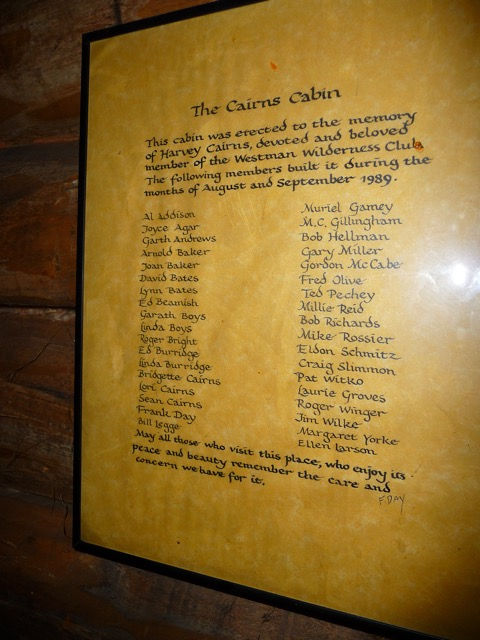 The Cairns Cabin
This cabin was erected to the memory
of Harvey Cairns, devoted and beloved
member of the Westman Wilderness Club.
The following members built it during the
months of August and September 1989.
Al Addison
Joyce Agar
Garth Andrews
Arnold Baker
Joan Baker
David Bates
Lynn Bates
Ed Beamish
Garath Boys
Linda Boys
Roger Bright
Ed Burridge
Linda Burridge
Bridgette Cairns
Lori Cairns
Sean Cairns
Frank Day
Bill Legge
Muriel Gamey
M.C. Gillingham
Bob Hellman
Gary Miller
Gordon McCabe
Fred Olive
Ted Pechey
Millie Reid
Bob Richards
Mike Rossier
Eldon Schmitz
Craig Slimmon
Pat Witko
Laurie Groves
Roger Winger
Jim Wilke
Margaret Yorke
Ellen Larson
May all those who visit this place, who enjoy its
peace and beauty remember the care and
concern we have for it.
F. DAY